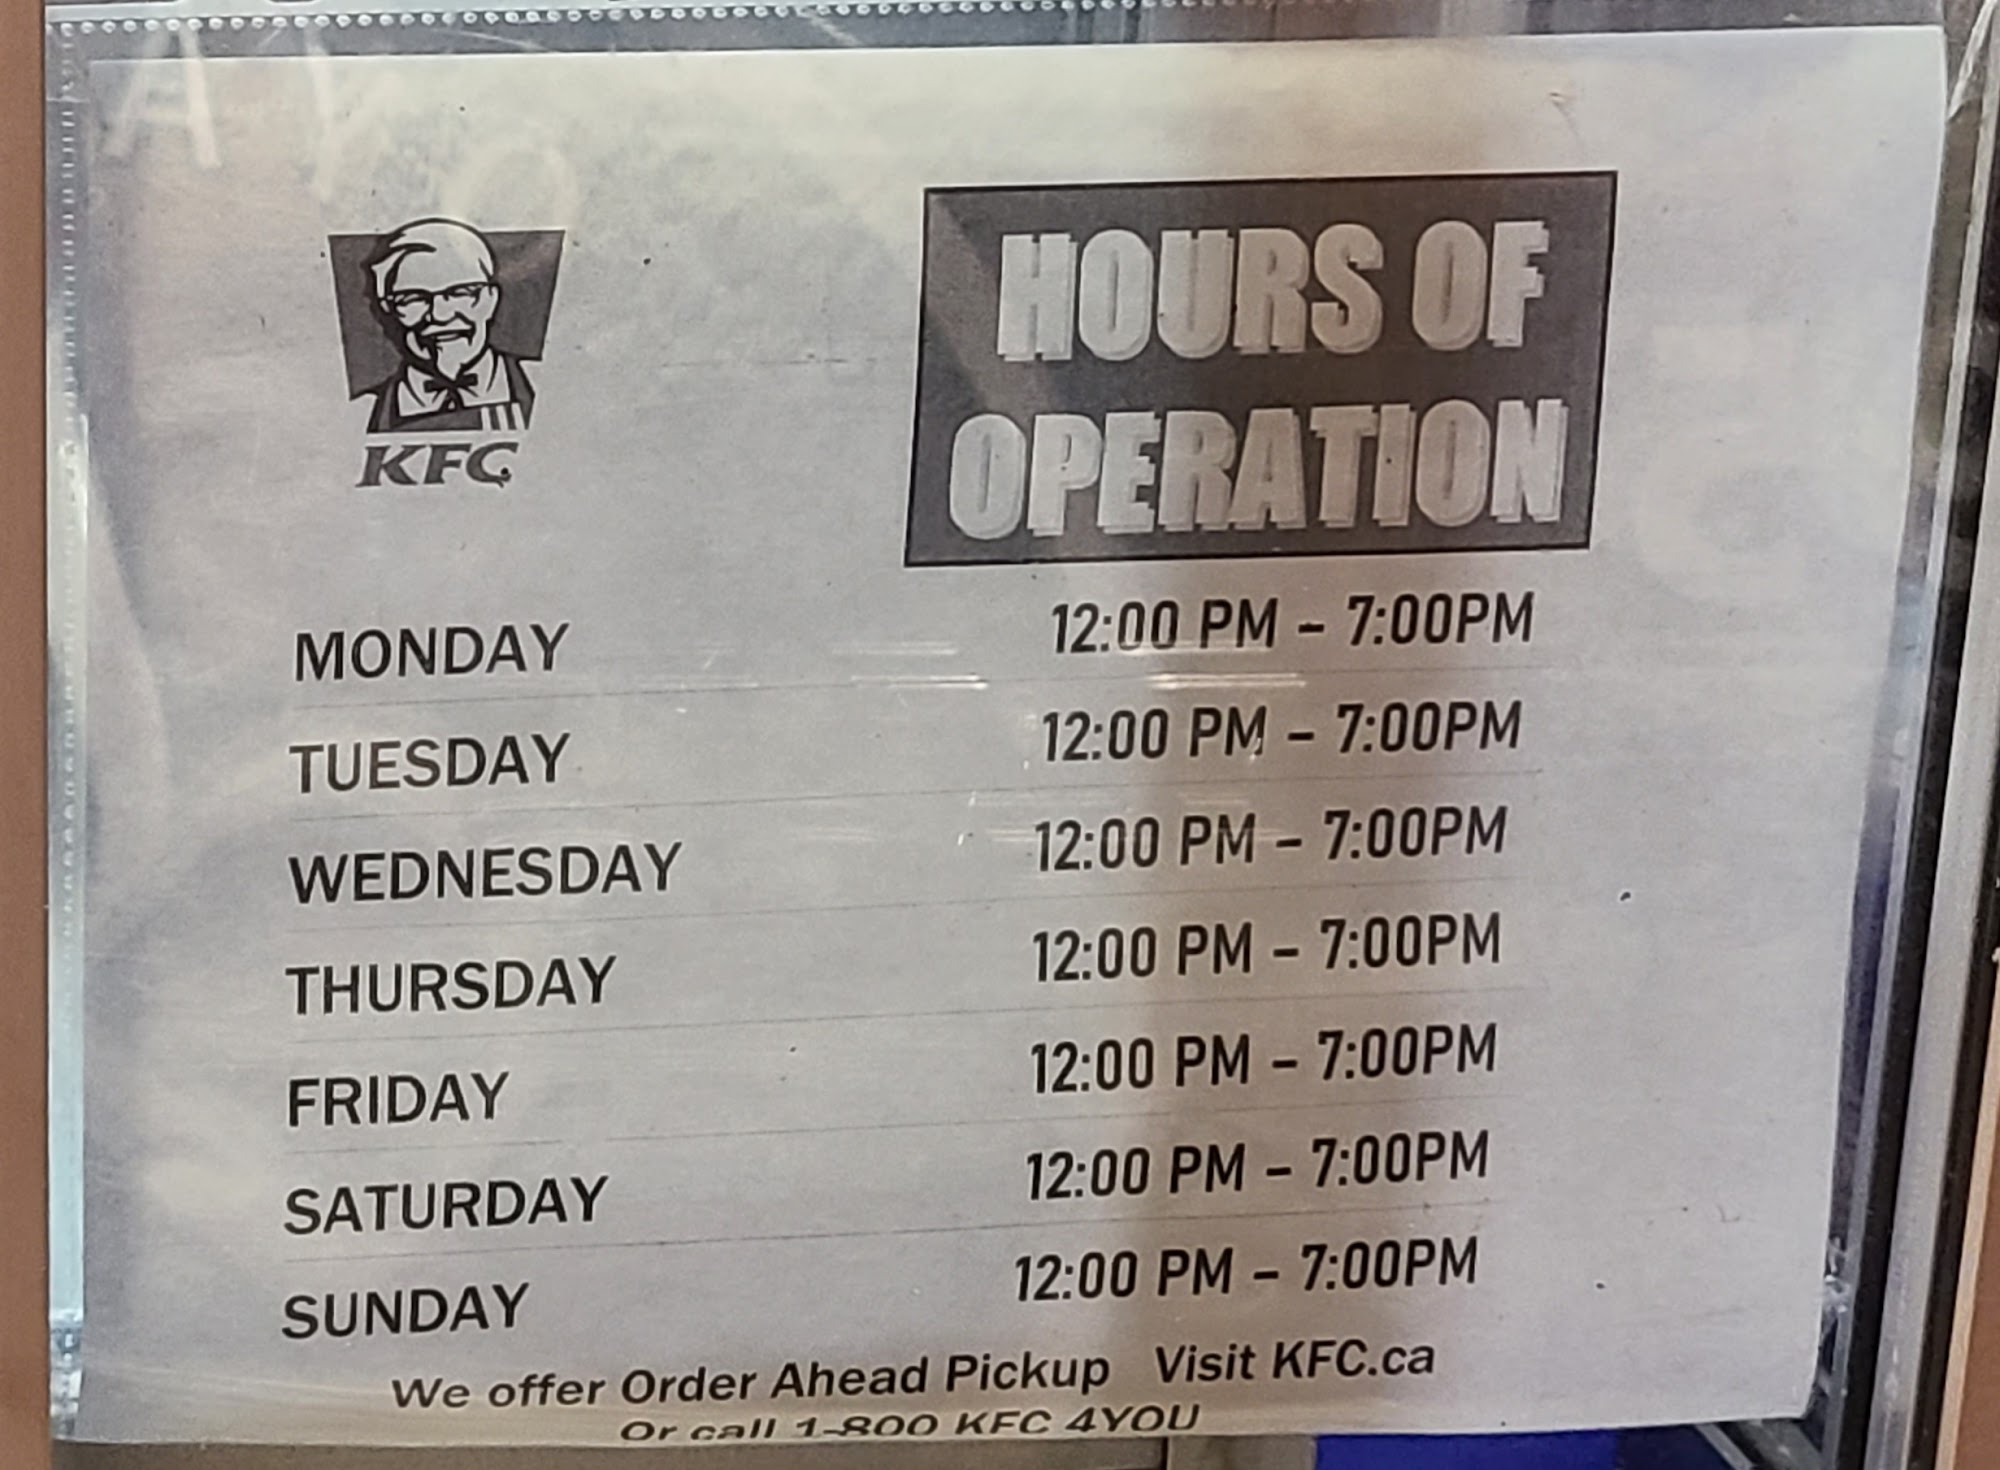 KFC
HOURS OF
OPERATION
MONDAY 12:00 PM – 7:00PM
TUESDAY 12:00 PM – 7:00PM
WEDNESDAY 12:00 PM – 7:00PM
THURSDAY 12:00 PM – 7:00PM
FRIDAY 12:00 PM – 7:00PM
SATURDAY 12:00 PM – 7:00PM
SUNDAY 12:00 PM – 7:00PM
We offer Order Ahead Pickup Visit KFC.ca
Or call 1-800 KFC 4YOU